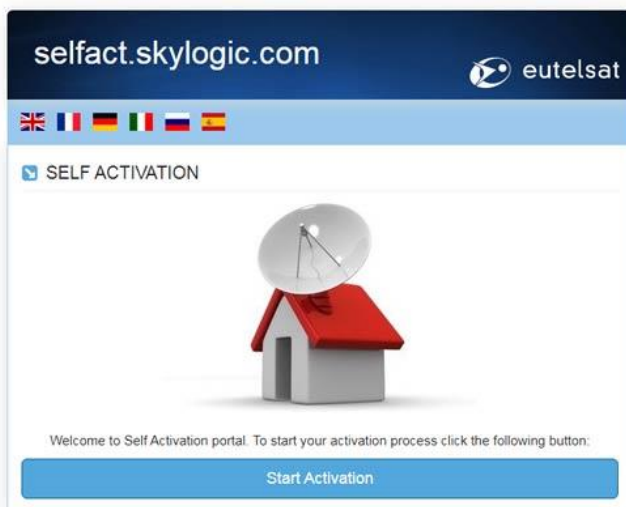 selfact.skylogic.com
eutelsat
SELF ACTIVATION
Welcome to Self Activation portal. To start your activation process click the following button:
Start Activation